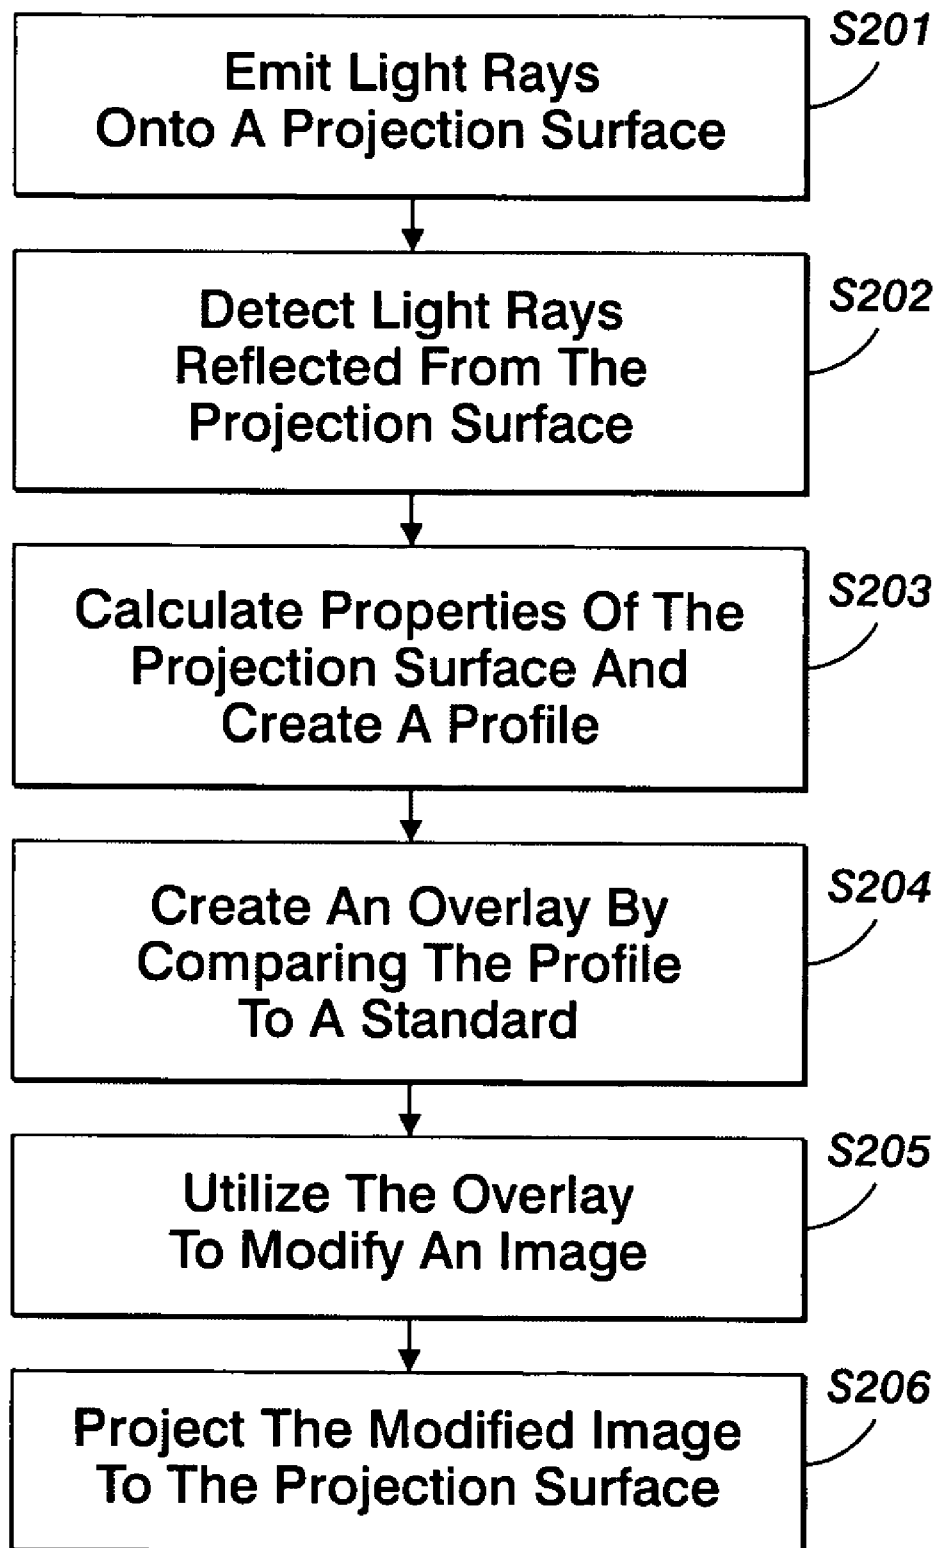 S201
Emit Light Rays
Onto A Projection Surface
S202
Detect Light Rays
Reflected From The
Projection Surface
S203
Calculate Properties Of The
Projection Surface And
Create A Profile
S204
Create An Overlay By
Comparing The Profile
To A Standard
S205
Utilize The Overlay
To Modify An Image
S206
Project The Modified Image
To The Projection Surface